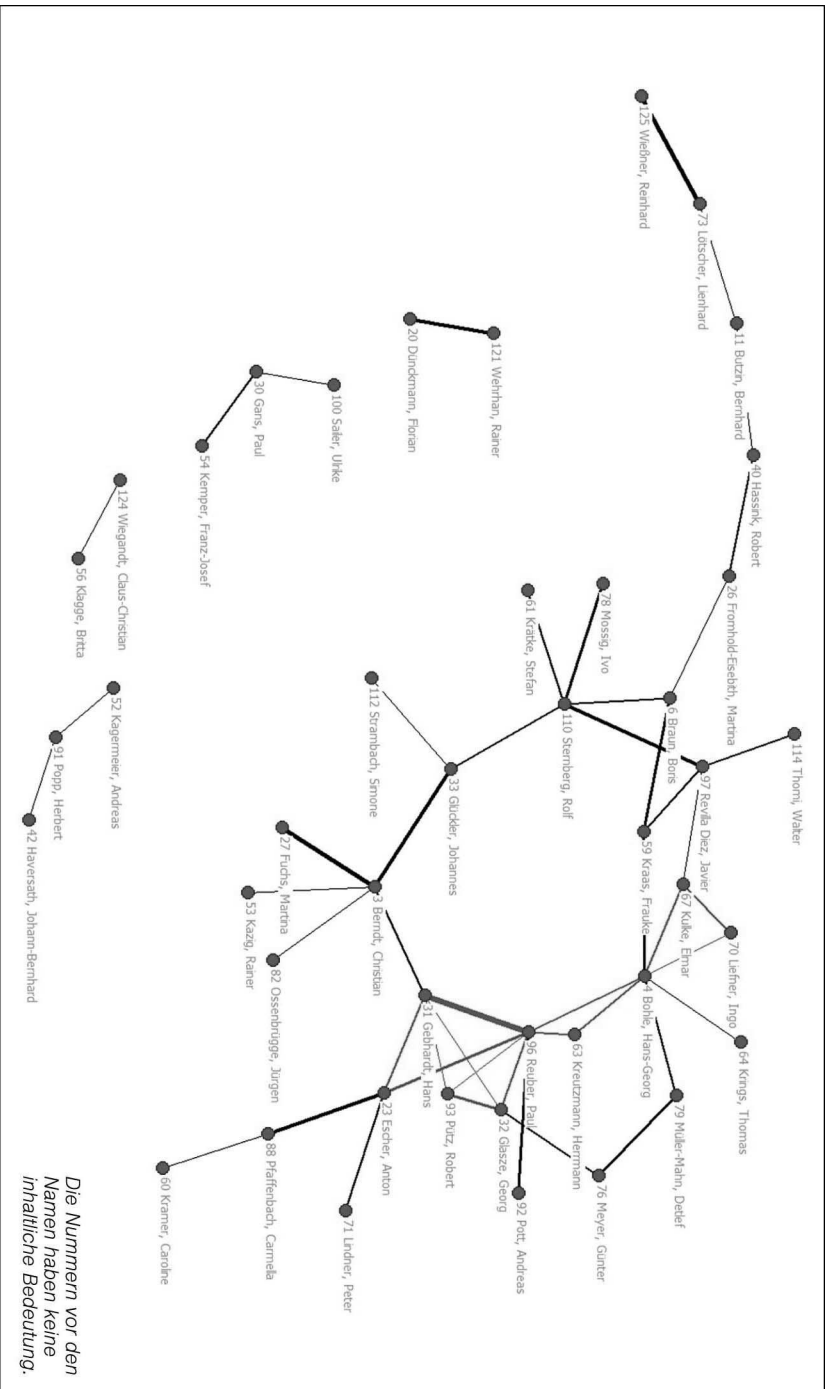 125 Wießner, Reinhard
73 Lötscher, Lienhard
11 Butzin, Bernhard
40 Hassink, Robert
26 Fromhold-Eisebith, Martina
114 Thomi, Walter
6 Braun, Boris
97 Revilla Diez, Javier
78 Mossig, Ivo
61 Krätke, Stefan
110 Sternberg, Rolf
59 Kraas, Frauke
67 Kulke, Elmar
70 Liefner, Ingo
64 Krings, Thomas
4 Bohle, Hans-Georg
79 Müller-Mahn, Detlef
63 Kreutzmann, Herrmann
76 Meyer, Günter
96 Reuber, Paul
92 Pott, Andreas
32 Glasze, Georg
93 Pütz, Robert
31 Gebhardt, Hans
23 Escher, Anton
71 Lindner, Peter
88 Pfaffenbach, Carmella
60 Kramer, Caroline
112 Strambach, Simone
33 Glückler, Johannes
27 Fuchs, Martina
3 Berndt, Christian
53 Kazig, Rainer
82 Ossenbrügge, Jürgen
121 Wehrhan, Rainer
20 Dünckmann, Florian
100 Sailer, Ulrike
30 Gans, Paul
54 Kemper, Franz-Josef
124 Wiegandt, Claus-Christian
56 Klagge, Britta
52 Kagermeier, Andreas
91 Popp, Herbert
42 Haversath, Johann-Bernhard
Die Nummern vor den
Namen haben keine
inhaltliche Bedeutung.